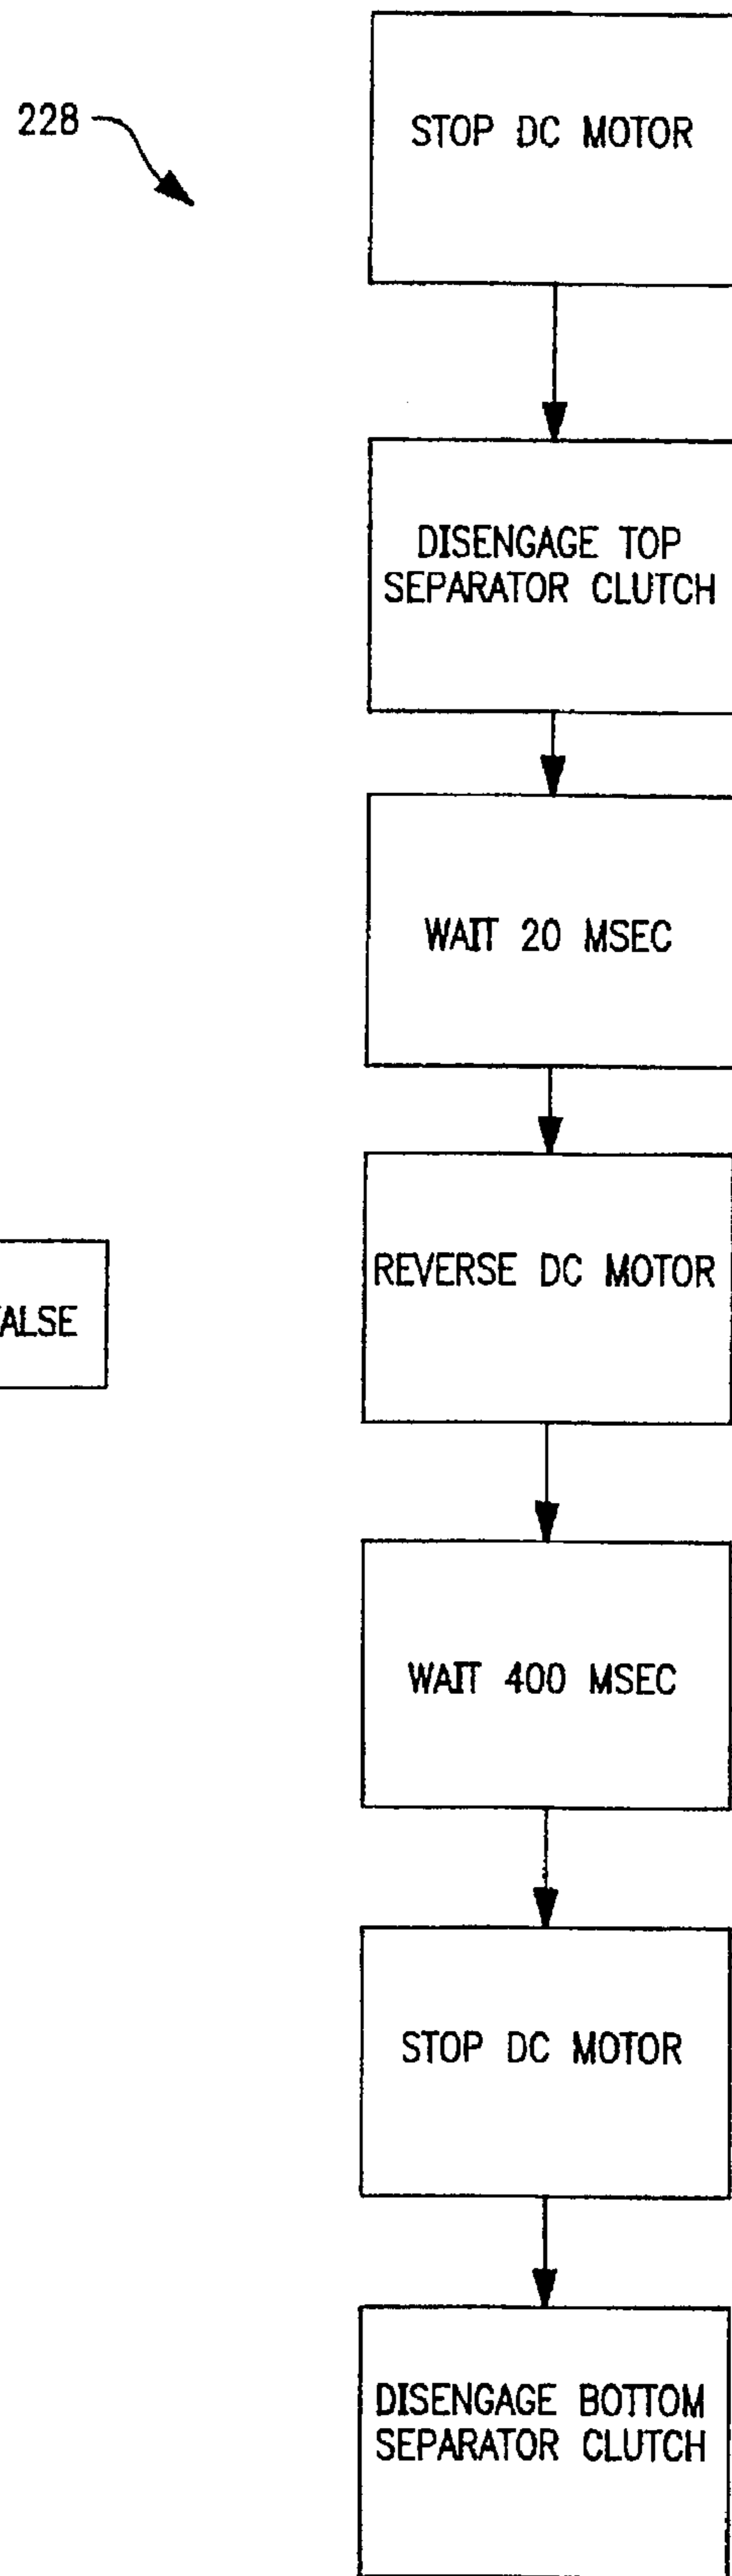 228
STOP DC MOTOR
DISENGAGE TOP
SEPARATOR CLUTCH
WAIT 20 MSEC
REVERSE DC MOTOR
ALSE
WAIT 400 MSEC
STOP DC MOTOR
DISENGAGE BOTTOM
SEPARATOR CLUTCH